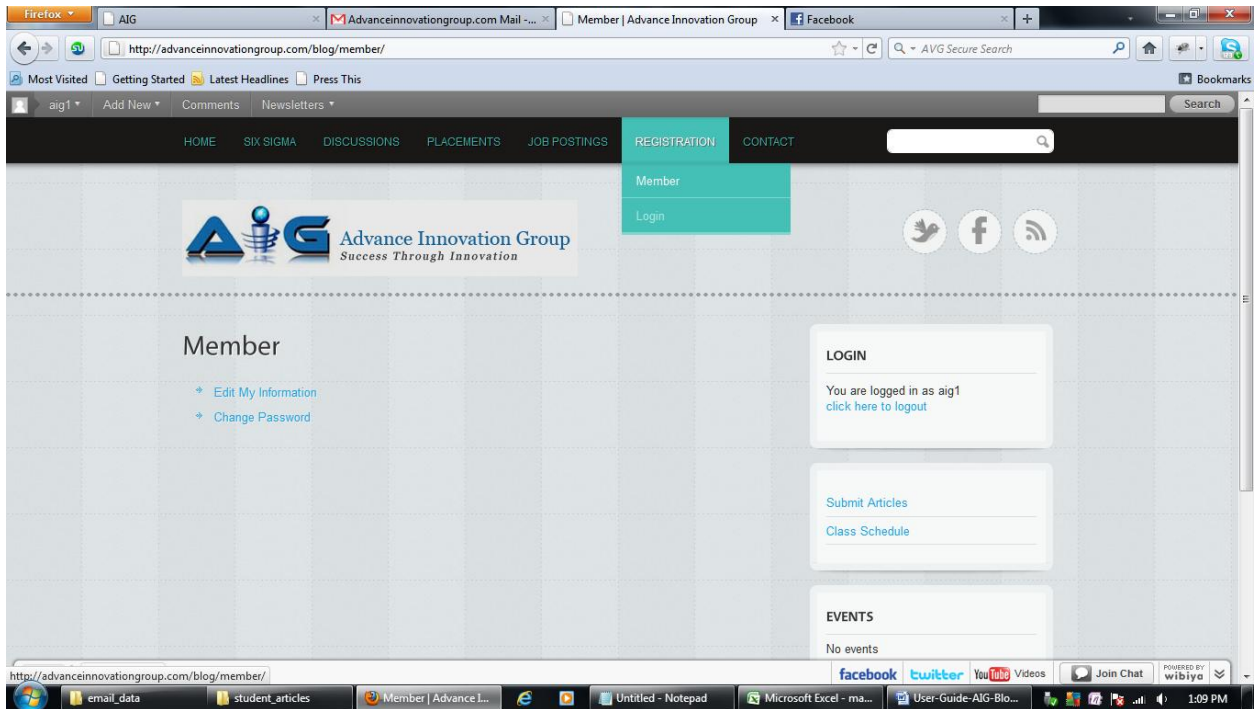 Firefox
AIG
Advanceinnovationgroup.com Mail -...
Member | Advance Innovation Group
Facebook
http://advanceinnovationgroup.com/blog/member/
AVG Secure Search
Most Visited Getting Started Latest Headlines Press This Bookmarks
aig1 Add New Comments Newsletters Search
HOME SIX SIGMA DISCUSSIONS PLACEMENTS JOB POSTINGS REGISTRATION CONTACT
Member
Login
AiG Advance Innovation Group
Success Through Innovation
Member
Edit My Information
Change Password
LOGIN
You are logged in as aig1
click here to logout
Submit Articles
Class Schedule
EVENTS
No events
http://advanceinnovationgroup.com/blog/member/
facebook twitter YouTube Videos Join Chat POWERED BY wibiya
email_data student_articles Member | Advance I... Untitled - Notepad Microsoft Excel - ma... User-Guide-AIG-Blo... 1:09 PM